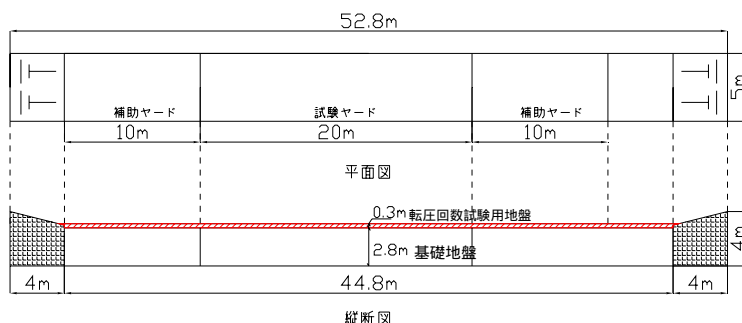 52.8m
補助ヤード
試験ヤード
補助ヤード
5m
10m
20m
10m
平面図
0.3m 転圧回数試験用地盤
2.8m 基礎地盤
4m
4m
44.8m
4m
縦断図